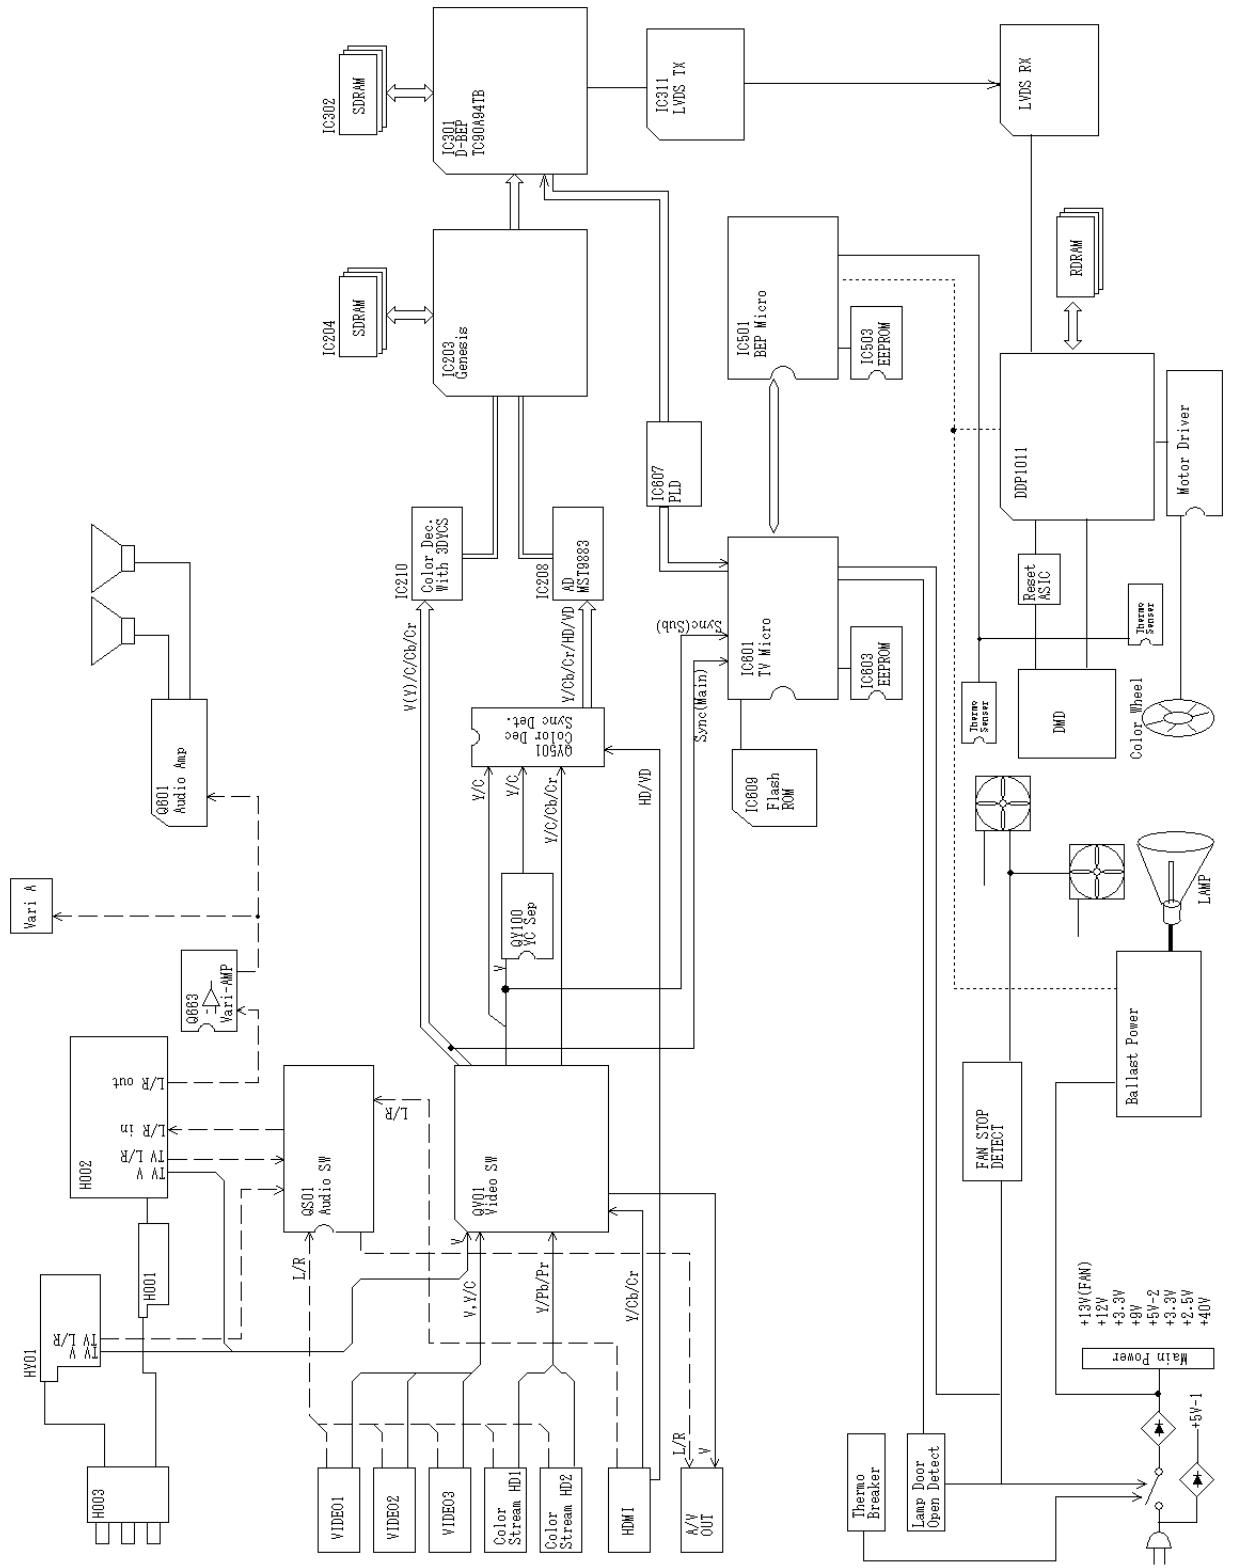 IC302
SDRAM
IC301
D-BEP
TC90A94TB
IC311
LVDS TX
LVDS RX
IC204
SDRAM
IC203
Genesis
IC501
BEP Micro
IC503
EEPROM
RDRAM
DDP1011
Motor Driver
IC607
PLD
IC210
Color Dec.
With 3DYCS
IC208
AD
MST9883
V(Y)/C/Cb/Cr
Y/Cb/Cr/HD/VD
Sync(Sub)
Sync(Main)
IC601
TV Micro
IC603
EEPROM
IC609
Flash
ROM
Reset
ASIC
Thermo
Senser
Thermo
Senser
DMD
Color Wheel
QY501
Color Dec
Sync Det.
Y/C
Y/C
Y/C/Cb/Cr
HD/VD
Q601
Audio Amp
Vari A
Q663
Vari-AMP
QY100
YC Sep
V
LAMP
Ballast Power
FAN STOP
DETECT
H002
L/R out
L/R in
TV L/R
TV V
QS01
Audio SW
L/R
QV01
Video SW
L/R
V
V,Y/C
Y/Pb/Pr
Y/Cb/Cr
H001
HY01
TV L/R
TV V
H003
VIDEO1
VIDEO2
VIDEO3
Color
Stream HD1
Color
Stream HD2
HDMI
L/R
V
A/V
OUT
Thermo
Breaker
Lamp Door
Open Detect
+13V(FAN)
+12V
+3.3V
+9V
+5V-2
+3.3V
+2.5V
+40V
Main Power
+5V-1